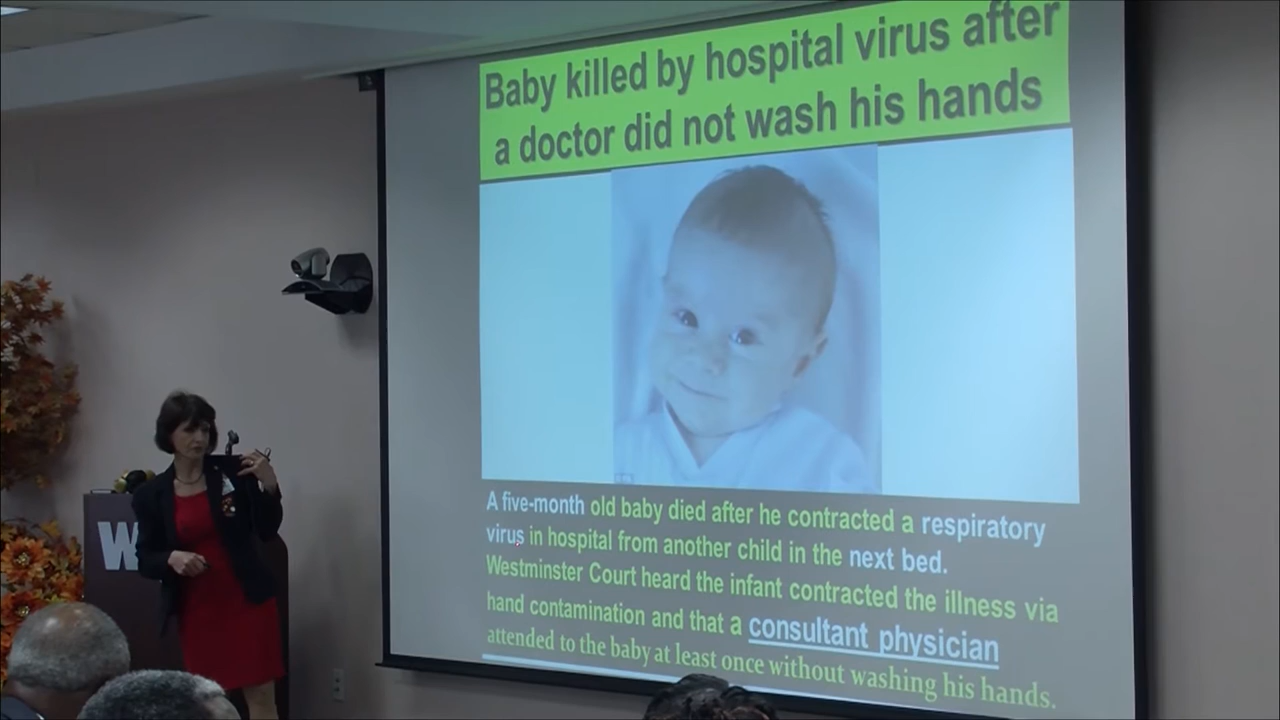 Baby killed by hospital virus after
a doctor did not wash his hands
A five-month old baby died after he contracted a respiratory
virus in hospital from another child in the next bed.
Westminster Court heard the infant contracted the illness via
hand contamination and that a consultant physician
attended to the baby at least once without washing his hands.
W